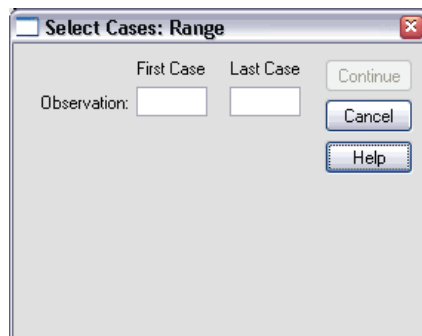 Select Cases: Range
First Case Last Case
Continue
Observation:
Cancel
Help